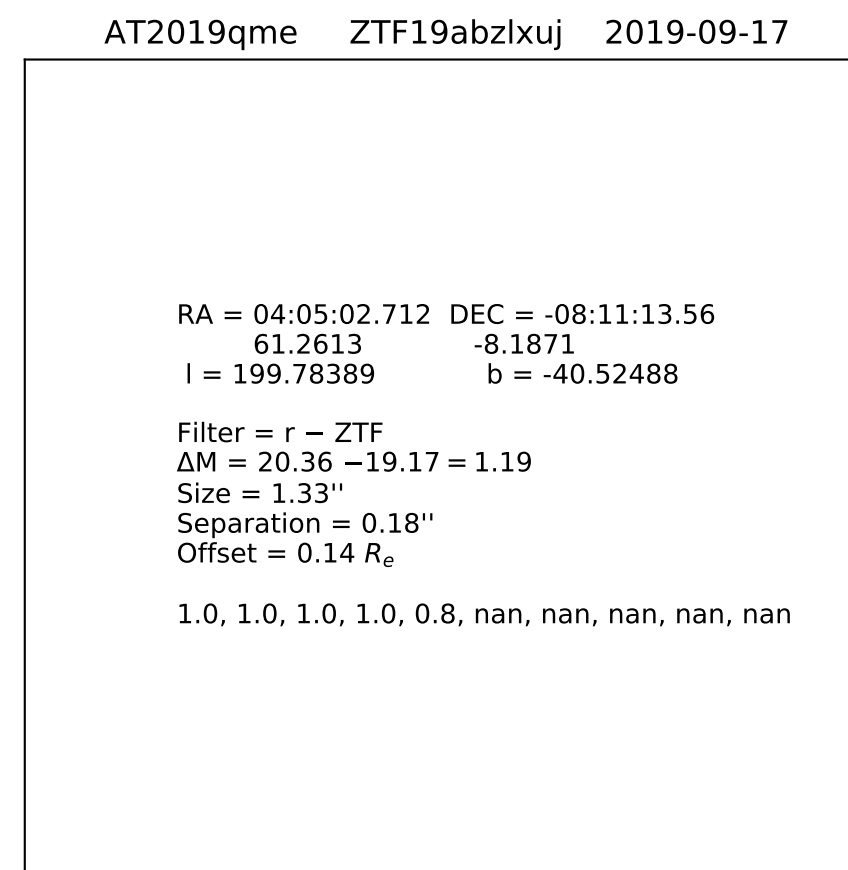 AT2019qme ZTF19abzlxuj 2019-09-17
RA = 04:05:02.712 DEC = -08:11:13.56
61.2613 -8.1871
l = 199.78389 b = -40.52488
Filter = r − ZTF
ΔM = 20.36 −19.17 = 1.19
Size = 1.33''
Separation = 0.18''
Offset = 0.14 Re
1.0, 1.0, 1.0, 1.0, 0.8, nan, nan, nan, nan, nan